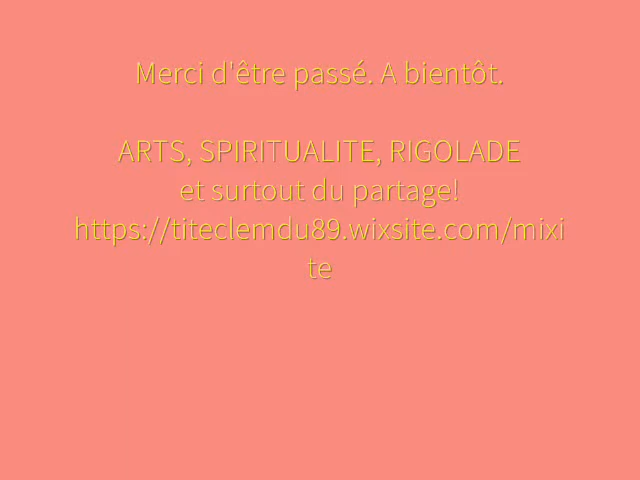 Merci d'être passé. A bientôt.
ARTS, SPIRITUALITE, RIGOLADE
et surtout du partage!
https://titeclemdu89.wixsite.com/mixi
te